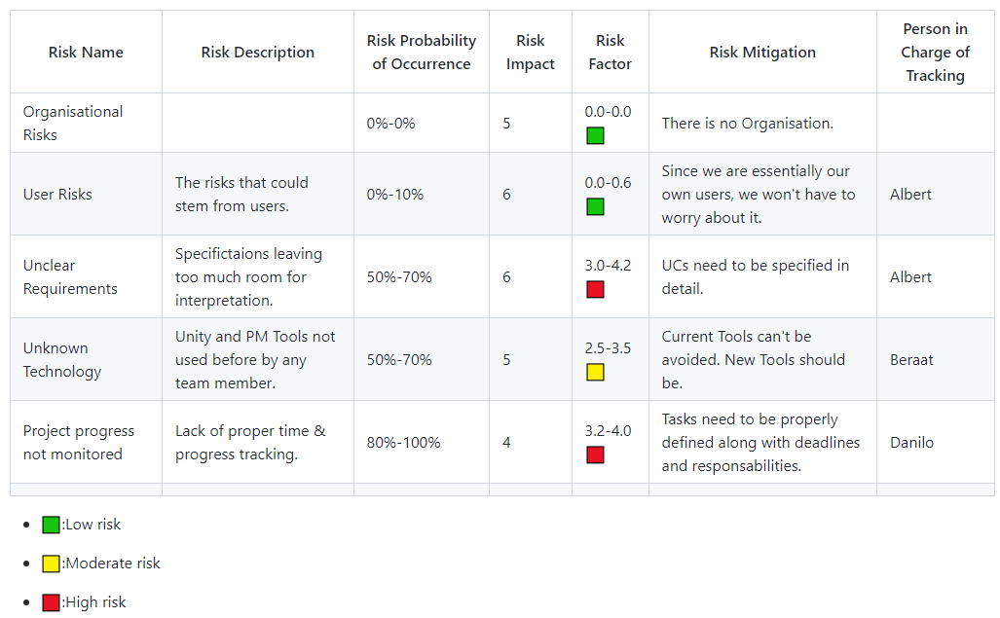 Risk Name
Risk Description
Risk Probability
of Occurrence
Risk
Impact
Risk
Factor
Risk Mitigation
Person in
Charge of
Tracking
Organisational
Risks
0%-0%
5
0.0-0.0
There is no Organisation.
User Risks
The risks that could
stem from users.
0%-10%
6
0.0-0.6
Since we are essentially our
own users, we won't have to
worry about it.
Albert
Unclear
Requirements
Specifictaions leaving
too much room for
interpretation.
50%-70%
6
3.0-4.2
UCs need to be specified in
detail.
Albert
Unknown
Technology
Unity and PM Tools not
used before by any
team member.
50%-70%
5
2.5-3.5
Current Tools can't be
avoided. New Tools should
be.
Beraat
Project progress
not monitored
Lack of proper time &
progress tracking.
80%-100%
4
3.2-4.0
Tasks need to be properly
defined along with deadlines
and responsabilities.
Danilo
:Low risk
:Moderate risk
:High risk